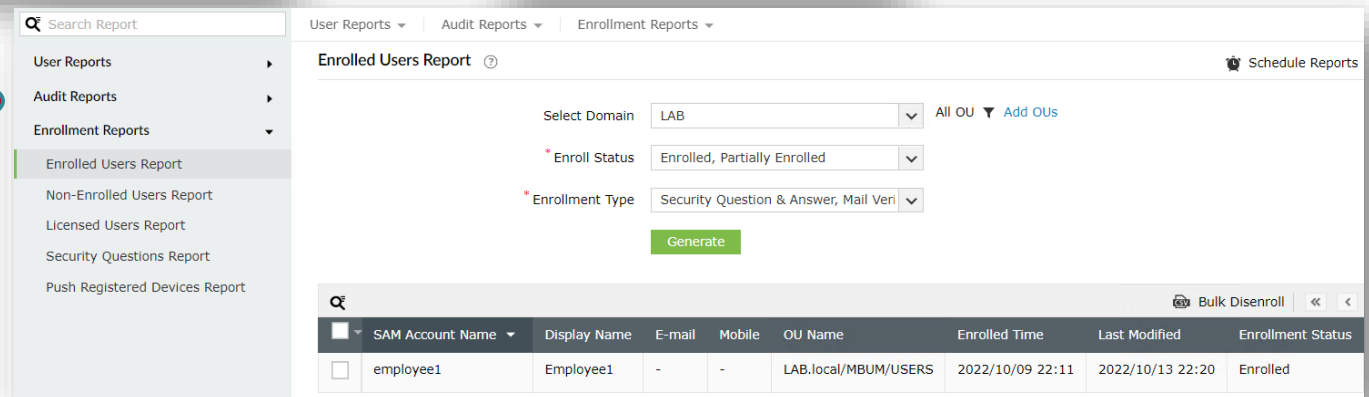 Search Report
User Reports
Audit Reports
Enrollment Reports
Enrolled Users Report
Non-Enrolled Users Report
Licensed Users Report
Security Questions Report
Push Registered Devices Report
User Reports Audit Reports Enrollment Reports
Enrolled Users Report ?
Schedule Reports
Select Domain LAB All OU Add OUs
* Enroll Status Enrolled, Partially Enrolled
* Enrollment Type Security Question & Answer, Mail Veri
Generate
CSV Bulk Disenroll « <
SAM Account Name Display Name E-mail Mobile OU Name Enrolled Time Last Modified Enrollment Status
employee1 Employee1 - - LAB.local/MBUM/USERS 2022/10/09 22:11 2022/10/13 22:20 Enrolled